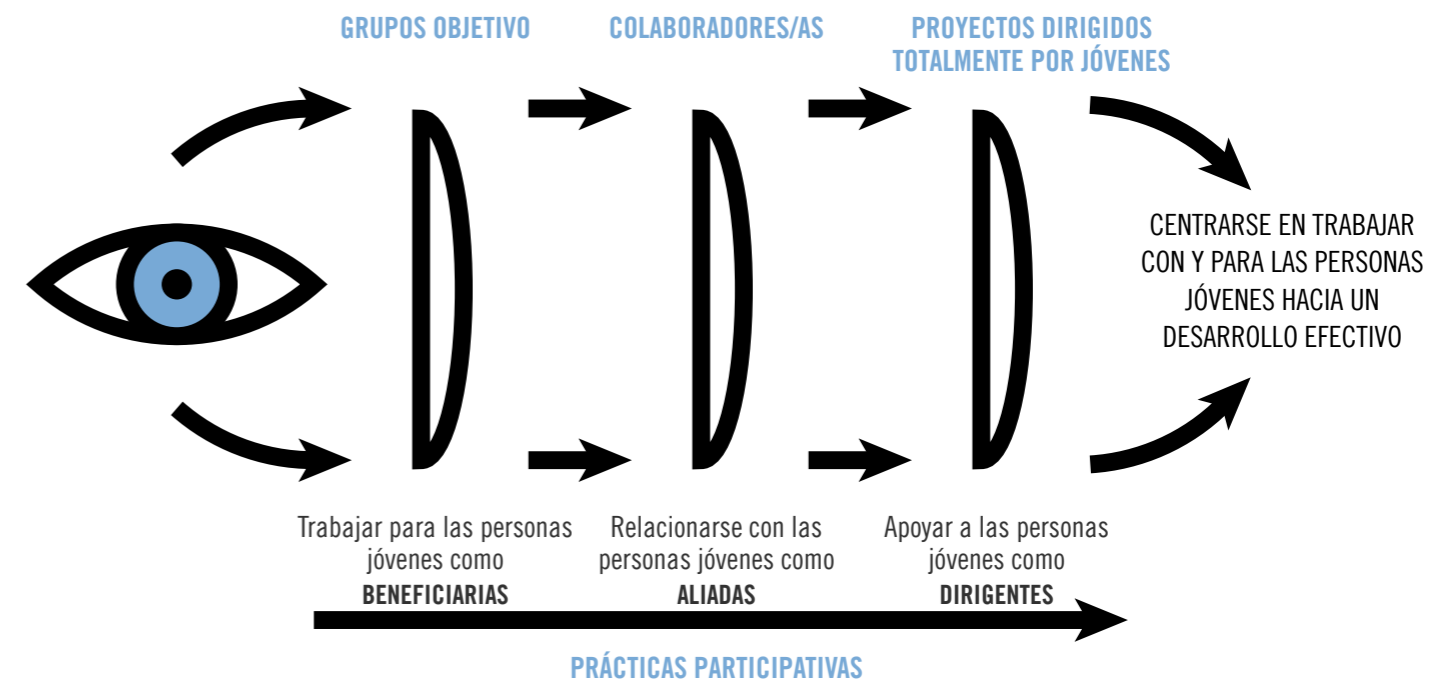 GRUPOS OBJETIVO
COLABORADORES/AS
PROYECTOS DIRIGIDOS
TOTALMENTE POR JÓVENES
CENTRARSE EN TRABAJAR
CON Y PARA LAS PERSONAS
JÓVENES HACIA UN
DESARROLLO EFECTIVO
Trabajar para las personas
jóvenes como
BENEFICIARIAS
Relacionarse con las
personas jóvenes como
ALIADAS
Apoyar a las personas
jóvenes como
DIRIGENTES
PRÁCTICAS PARTICIPATIVAS